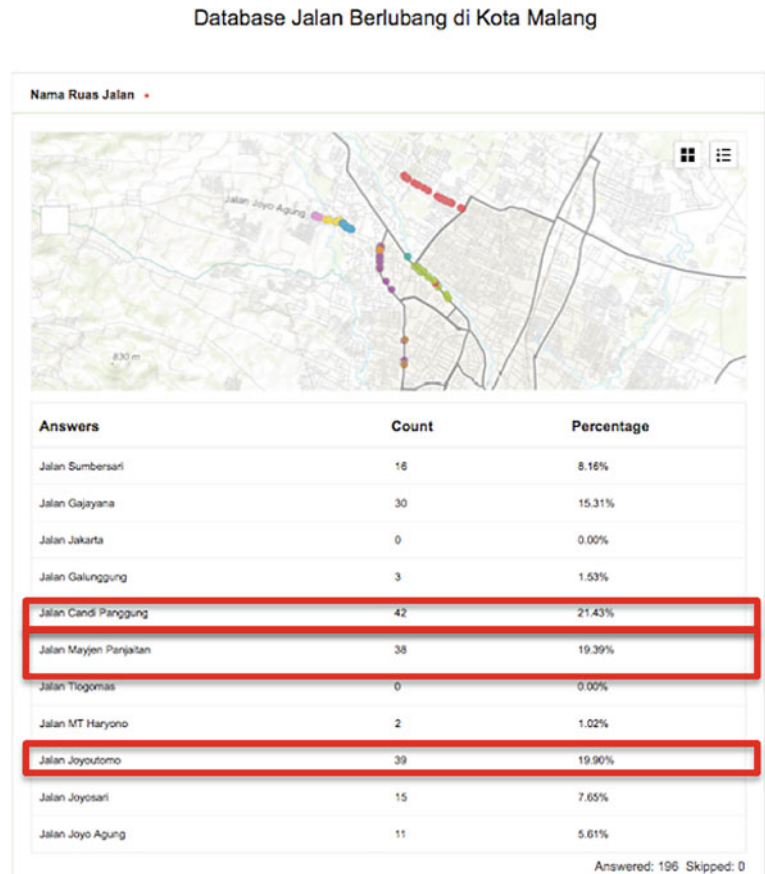 Database Jalan Berlubang di Kota Malang
Nama Ruas Jalan
Jalan Joyo Agung
830 m
Answers Count Percentage
Jalan Sumbersari 16 8.16%
Jalan Gajayana 30 15.31%
Jalan Jakarta 0 0.00%
Jalan Galunggung 3 1.53%
Jalan Candi Panggung 42 21.43%
Jalan Mayjen Panjaitan 38 19.39%
Jalan Tlogomas 0 0.00%
Jalan MT Haryono 2 1.02%
Jalan Joyoutomo 39 19.90%
Jalan Joyosari 15 7.65%
Jalan Joyo Agung 11 5.61%
Answered: 196 Skipped: 0